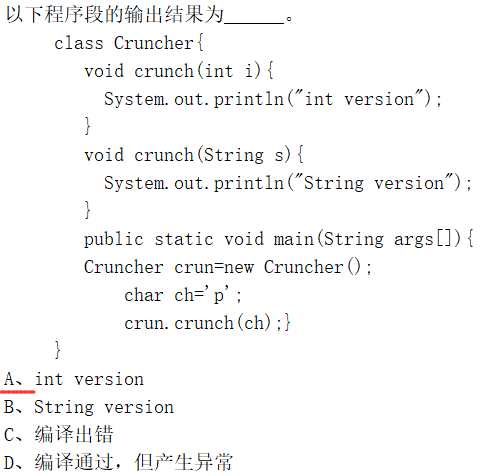 以下程序段的输出结果为______。
class Cruncher{
void crunch(int i){
System.out.println("int version");
}
void crunch(String s){
System.out.println("String version");
}
public static void main(String args[]){
Cruncher crun=new Cruncher();
char ch='p';
crun.crunch(ch);}
}
A、int version
B、String version
C、编译出错
D、编译通过，但产生异常